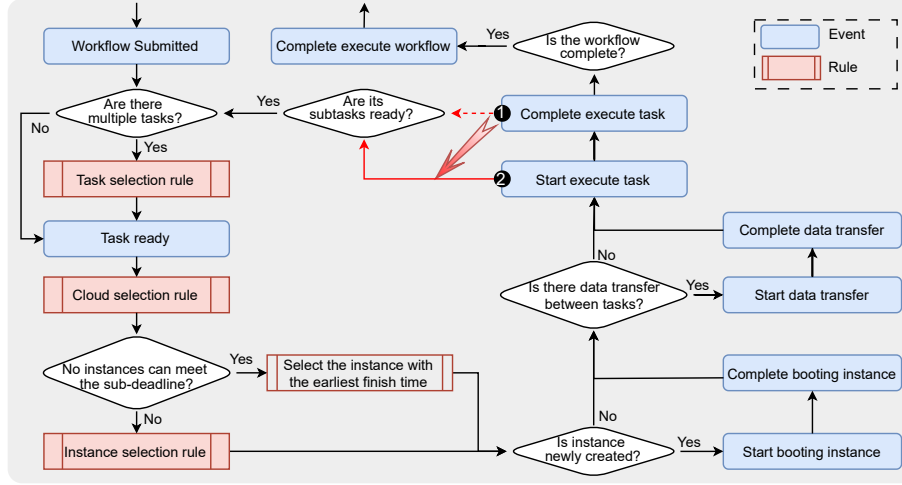 Workflow Submitted
Are there
multiple tasks?
No
Yes
Task selection rule
Task ready
Cloud selection rule
No instances can meet
the sub-deadline?
Yes
No
Instance selection rule
Select the instance with
the earliest finish time
Complete execute workflow
Yes
Is the workflow
complete?
Yes
Are its
subtasks ready?
1
Complete execute task
2
Start execute task
Complete data transfer
No
Is there data transfer
between tasks?
Yes
Start data transfer
Complete booting instance
No
Is instance
newly created?
Yes
Start booting instance
Event
Rule